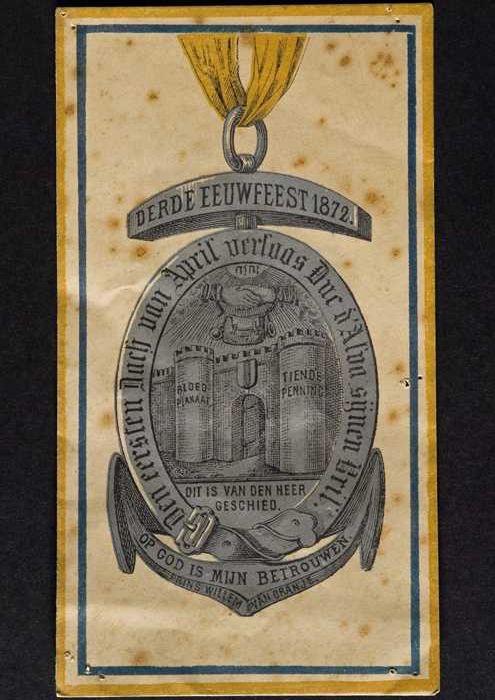 DERDE EEUWFEEST 1872.
Den eersten Dach van April verloos Duc d'Alva sijnen Bril.
BLOED
PLAKAAT
TIENDE
PENNING
DIT IS VAN DEN HEER
GESCHIED.
OP GOD IS MIJN BETROUWEN.
PRINS WILLEM VAN ORANJE